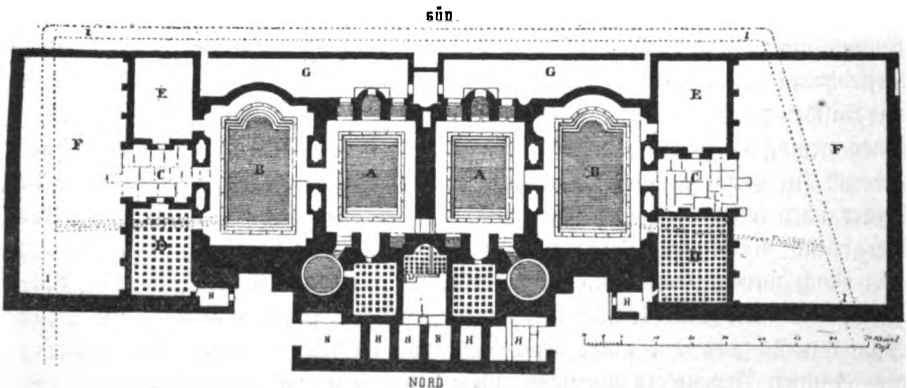 SÜD.
G G
E E
F F
C C
B A A B
D D
H H
H H H H H H
NORD